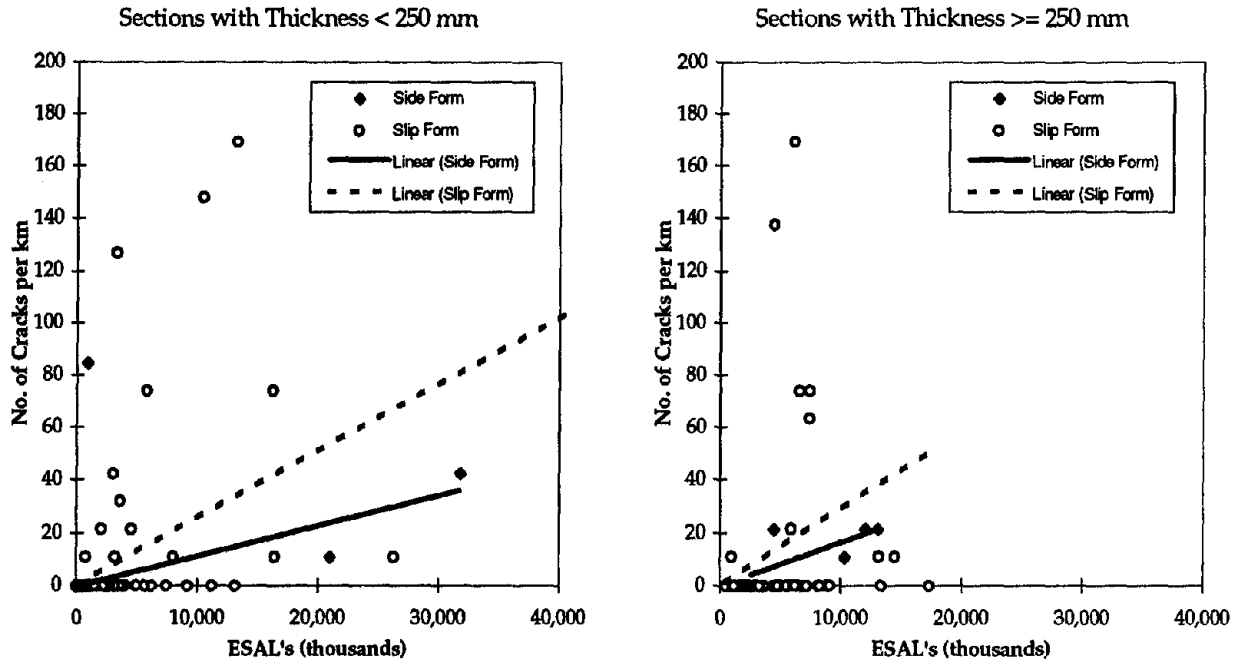 Sections with Thickness < 250 mm
No. of Cracks per km
200
180
160
140
120
100
80
60
40
20
0
0
10,000
20,000
30,000
40,000
ESAL's (thousands)
Side Form
Slip Form
Linear (Side Form)
Linear (Slip Form)
Sections with Thickness >= 250 mm
No. of Cracks per km
200
180
160
140
120
100
80
60
40
20
0
0
10,000
20,000
30,000
40,000
ESAL's (thousands)
Side Form
Slip Form
Linear (Side Form)
Linear (Slip Form)